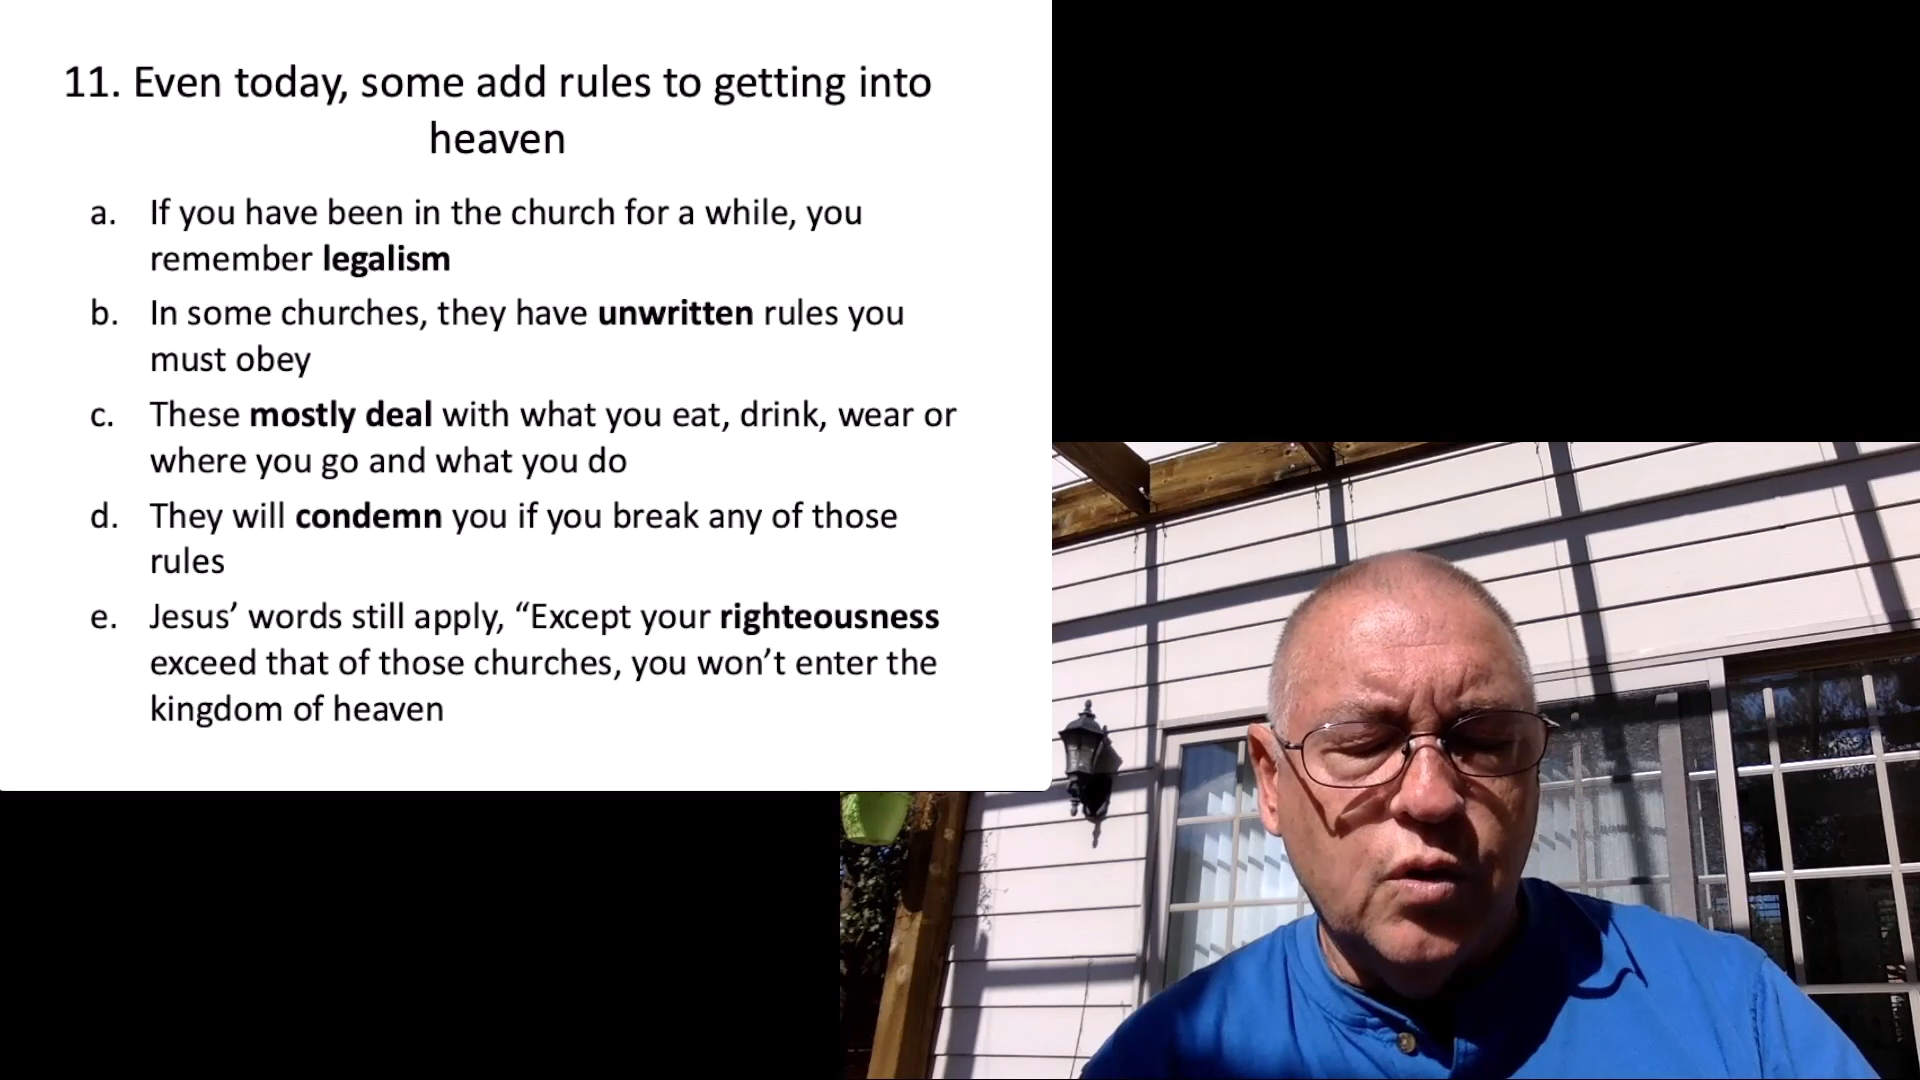 11. Even today, some add rules to getting into
heaven
a. If you have been in the church for a while, you
remember legalism
b. In some churches, they have unwritten rules you
must obey
c. These mostly deal with what you eat, drink, wear or
where you go and what you do
d. They will condemn you if you break any of those
rules
e. Jesus’ words still apply, “Except your righteousness
exceed that of those churches, you won’t enter the
kingdom of heaven